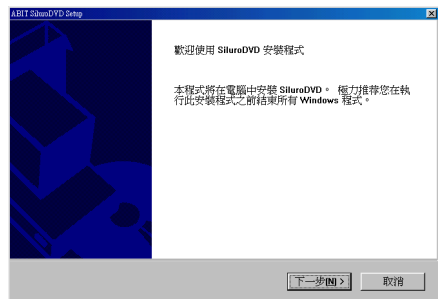 ABIT SiluroDVD Setup
歡迎使用 SiluroDVD 安裝程式
本程式將在電腦中安裝 SiluroDVD。 極力推荐您在執
行此安裝程式之前結束所有 Windows 程式。
下一步(N) > 取消